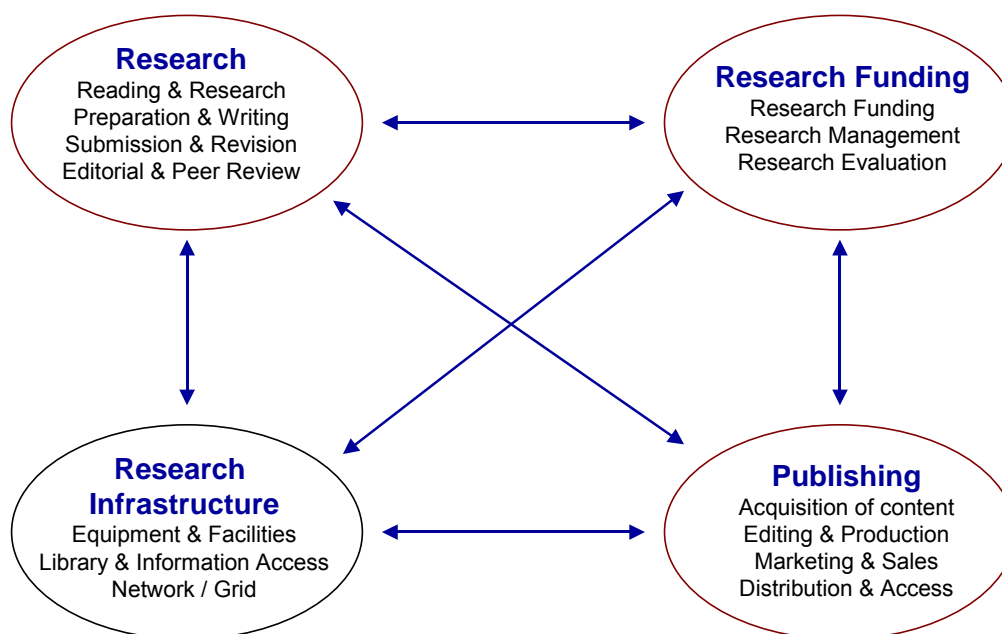 Research
Reading & Research
Preparation & Writing
Submission & Revision
Editorial & Peer Review
Research Funding
Research Funding
Research Management
Research Evaluation
Research
Infrastructure
Equipment & Facilities
Library & Information Access
Network / Grid
Publishing
Acquisition of content
Editing & Production
Marketing & Sales
Distribution & Access